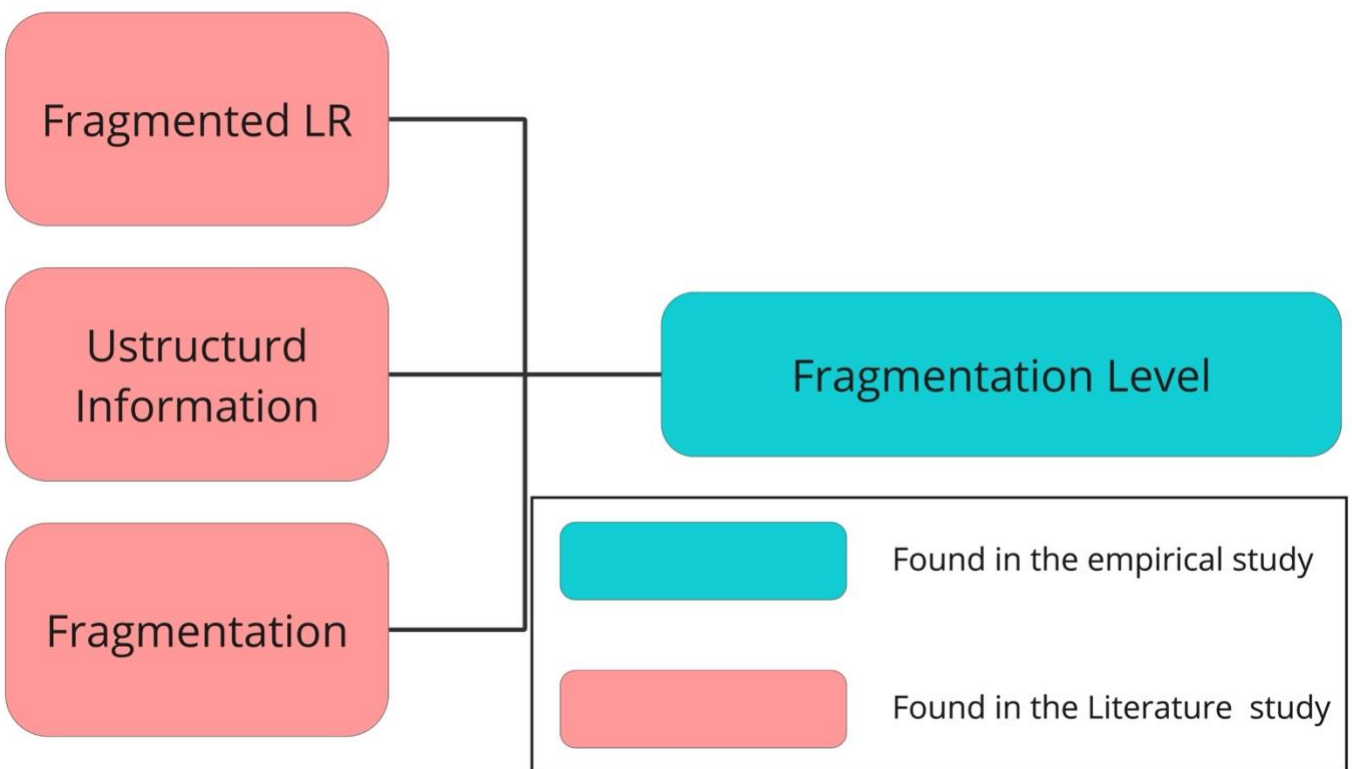 Fragmented LR
Ustructurd
Information
Fragmentation
Fragmentation Level
Found in the empirical study
Found in the Literature study